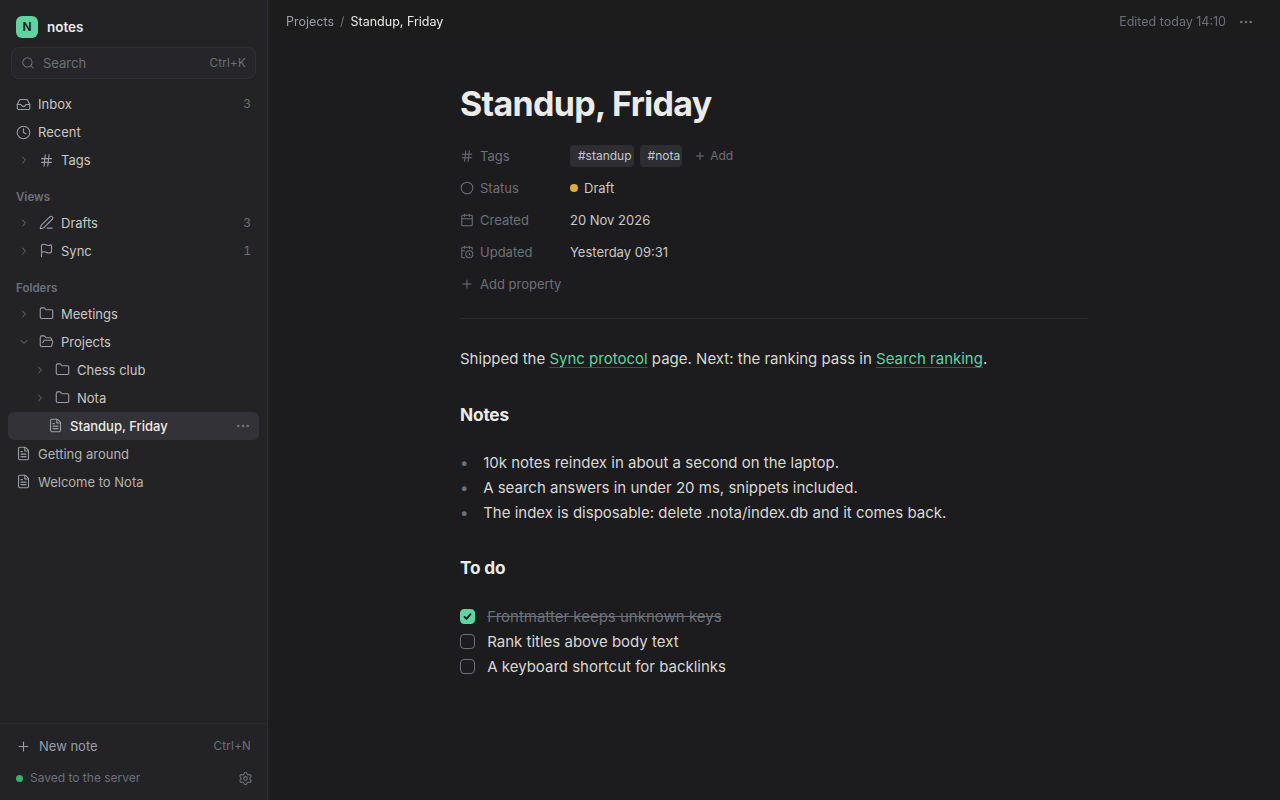 N notes
Search Ctrl+K
Inbox 3
Recent
Tags
Views
Drafts 3
Sync 1
Folders
Meetings
Projects
Chess club
Nota
Standup, Friday
Getting around
Welcome to Nota
New note Ctrl+N
Saved to the server
Projects / Standup, Friday
Edited today 14:10
Standup, Friday
Tags #standup #nota + Add
Status Draft
Created 20 Nov 2026
Updated Yesterday 09:31
+ Add property
Shipped the Sync protocol page. Next: the ranking pass in Search ranking.
Notes
• 10k notes reindex in about a second on the laptop.
• A search answers in under 20 ms, snippets included.
• The index is disposable: delete .nota/index.db and it comes back.
To do
Frontmatter keeps unknown keys
Rank titles above body text
A keyboard shortcut for backlinks